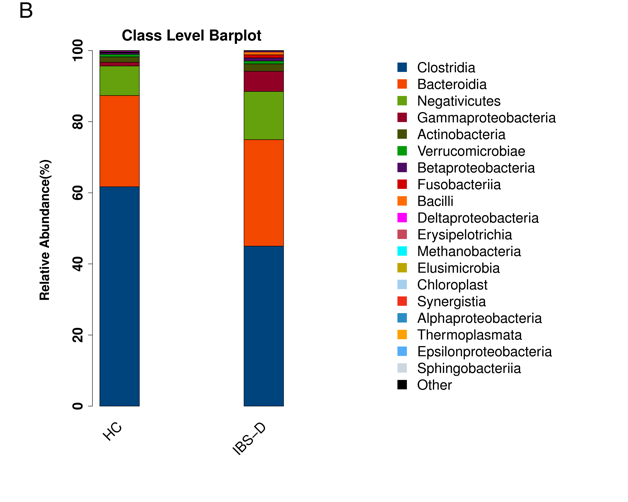 B
Class Level Barplot
Relative Abundance(%)
100
80
60
40
20
0
HC
IBS−D
Clostridia
Bacteroidia
Negativicutes
Gammaproteobacteria
Actinobacteria
Verrucomicrobiae
Betaproteobacteria
Fusobacteriia
Bacilli
Deltaproteobacteria
Erysipelotrichia
Methanobacteria
Elusimicrobia
Chloroplast
Synergistia
Alphaproteobacteria
Thermoplasmata
Epsilonproteobacteria
Sphingobacteriia
Other